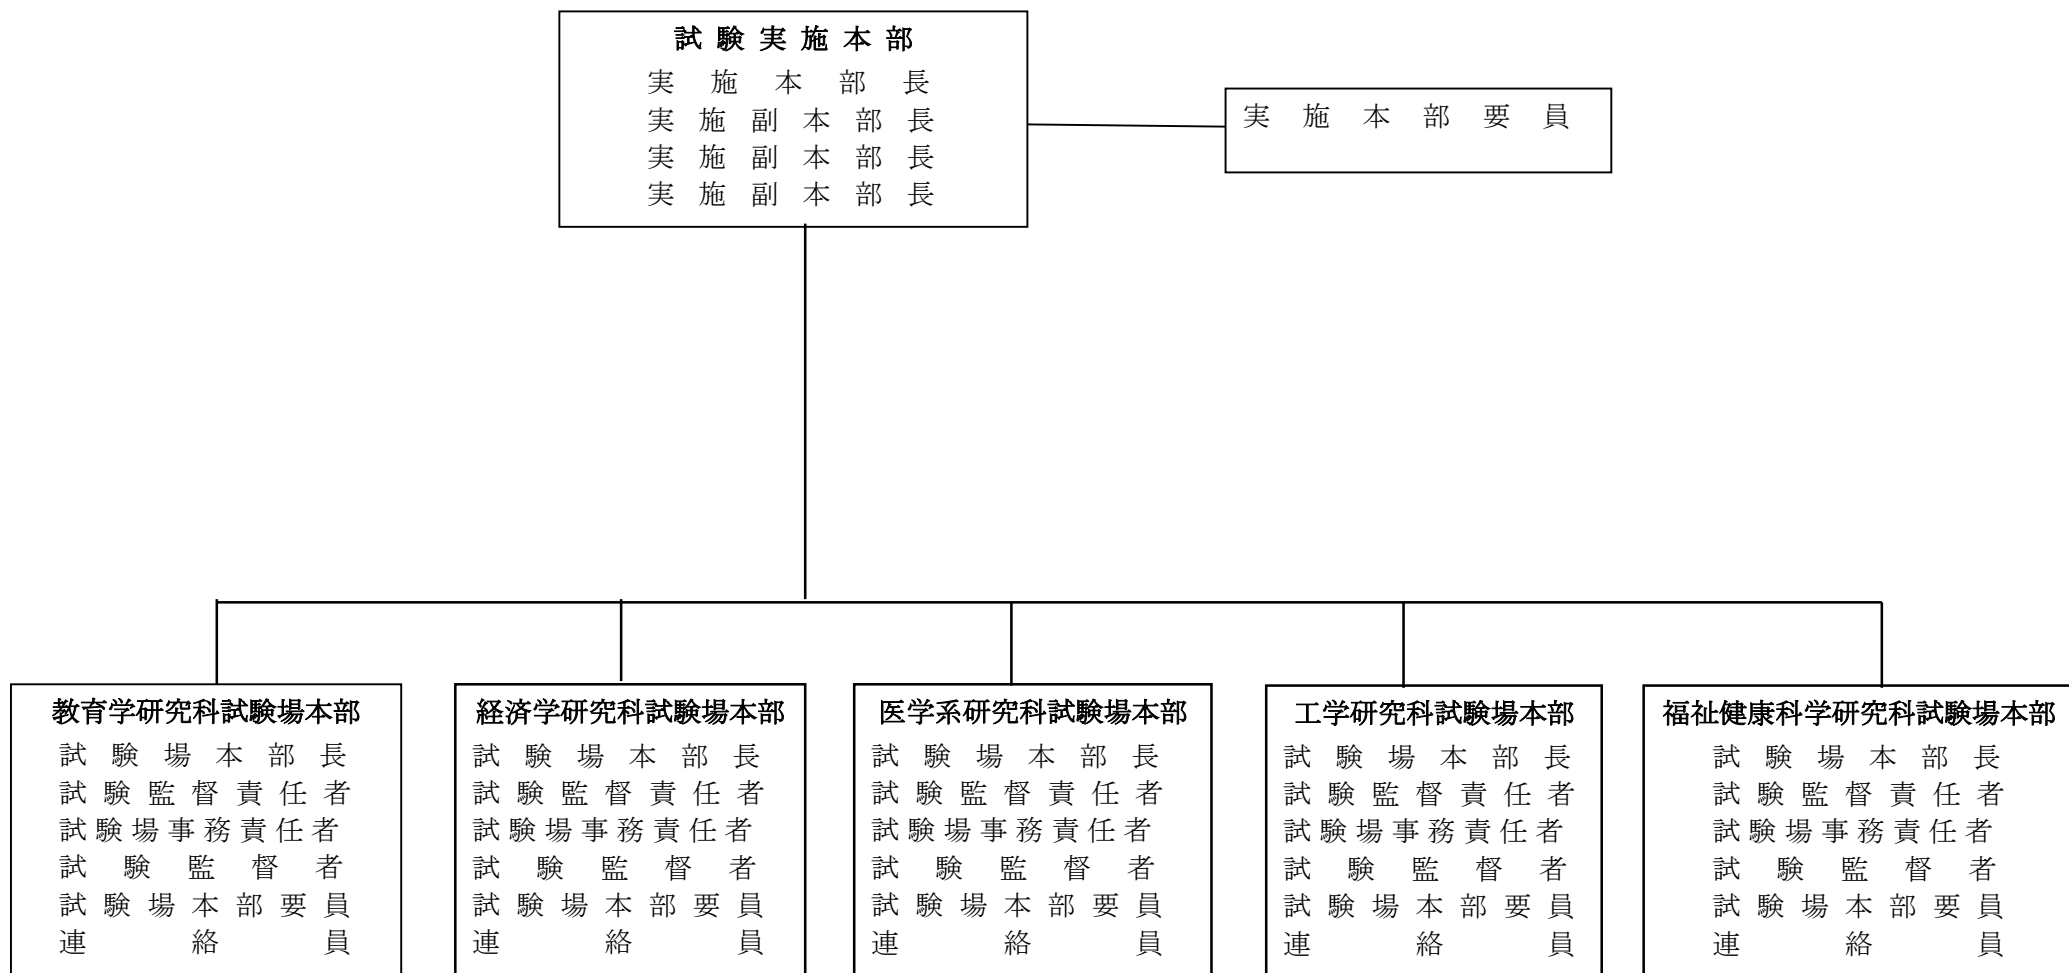 試験実施本部
実施本部長
実施副本部長
実施副本部長
実施副本部長
実施本部要員
教育学研究科試験場本部
試験場本部長
試験監督責任者
試験場事務責任者
試験監督者
試験場本部要員
連絡員
経済学研究科試験場本部
試験場本部長
試験監督責任者
試験場事務責任者
試験監督者
試験場本部要員
連絡員
医学系研究科試験場本部
試験場本部長
試験監督責任者
試験場事務責任者
試験監督者
試験場本部要員
連絡員
工学研究科試験場本部
試験場本部長
試験監督責任者
試験場事務責任者
試験監督者
試験場本部要員
連絡員
福祉健康科学研究科試験場本部
試験場本部長
試験監督責任者
試験場事務責任者
試験監督者
試験場本部要員
連絡員